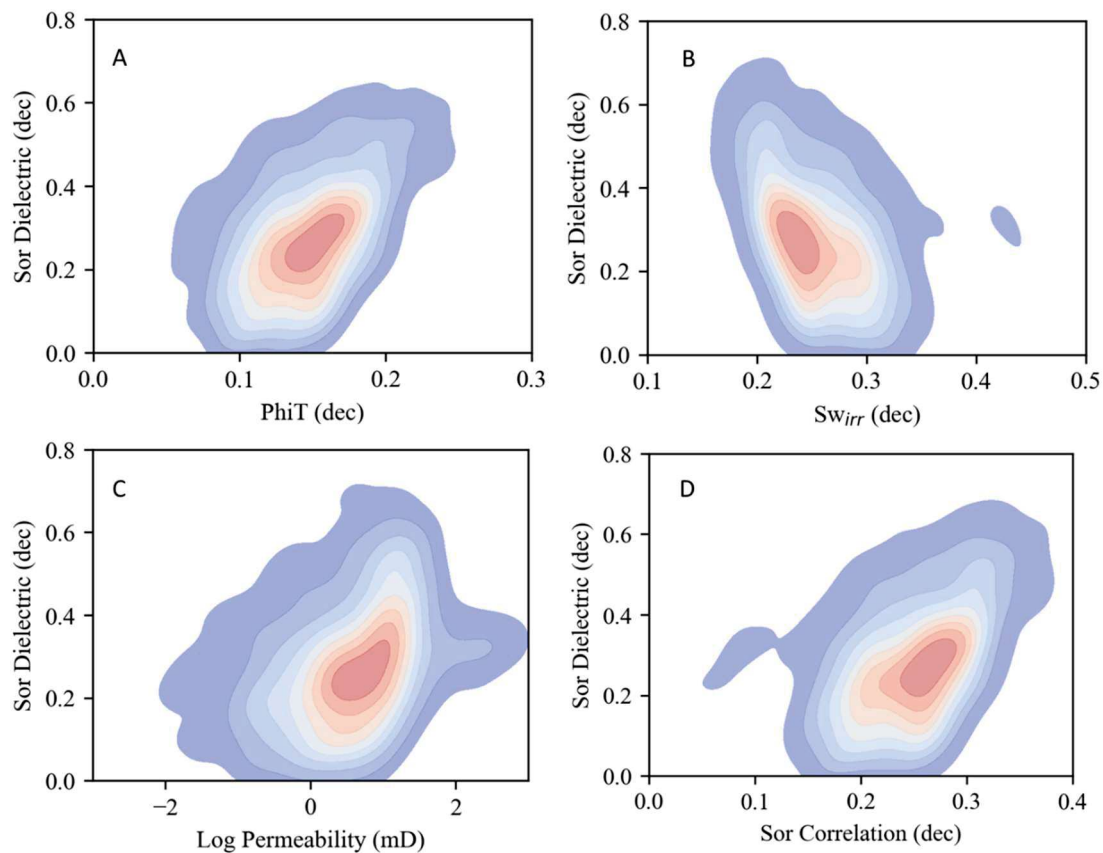 0.8
A
0.6
0.4
0.2
0.0
Sor Dielectric (dec)
0.0 0.1 0.2 0.3
PhiT (dec)
0.8
B
0.6
0.4
0.2
0.0
Sor Dielectric (dec)
0.1 0.2 0.3 0.4 0.5
Swirr (dec)
0.8
C
0.6
0.4
0.2
0.0
Sor Dielectric (dec)
−2 0 2
Log Permeability (mD)
0.8
D
0.6
0.4
0.2
0.0
Sor Dielectric (dec)
0.0 0.1 0.2 0.3 0.4
Sor Correlation (dec)